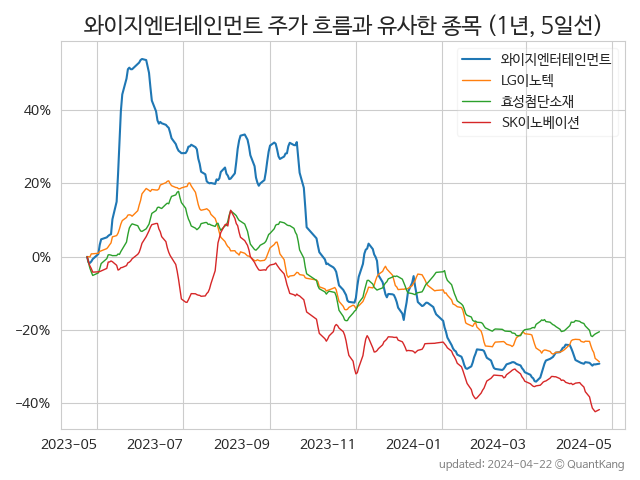 와이지엔터테인먼트 주가 흐름과 유사한 종목 (1년, 5일선)
와이지엔터테인먼트
LG이노텍
효성첨단소재
SK이노베이션
40%
20%
0%
−20%
−40%
2023-05 2023-07 2023-09 2023-11 2024-01 2024-03 2024-05
updated: 2024-04-22 © QuantKang